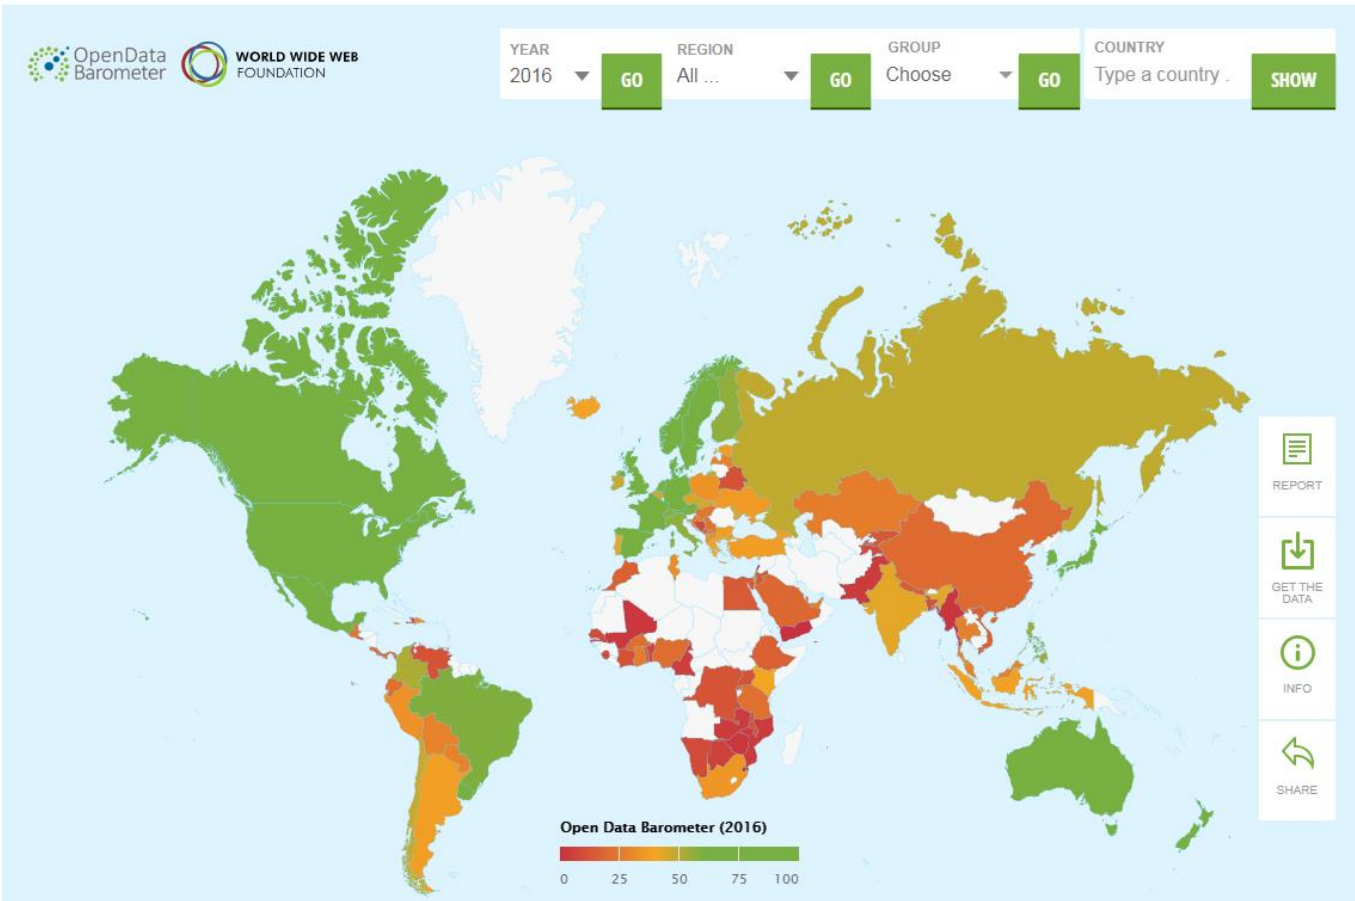 OpenData
Barometer
WORLD WIDE WEB
FOUNDATION
YEAR
2016
GO
REGION
All ...
GO
GROUP
Choose
GO
COUNTRY
Type a country .
SHOW
REPORT
GET THE
DATA
INFO
SHARE
Open Data Barometer (2016)
0 25 50 75 100